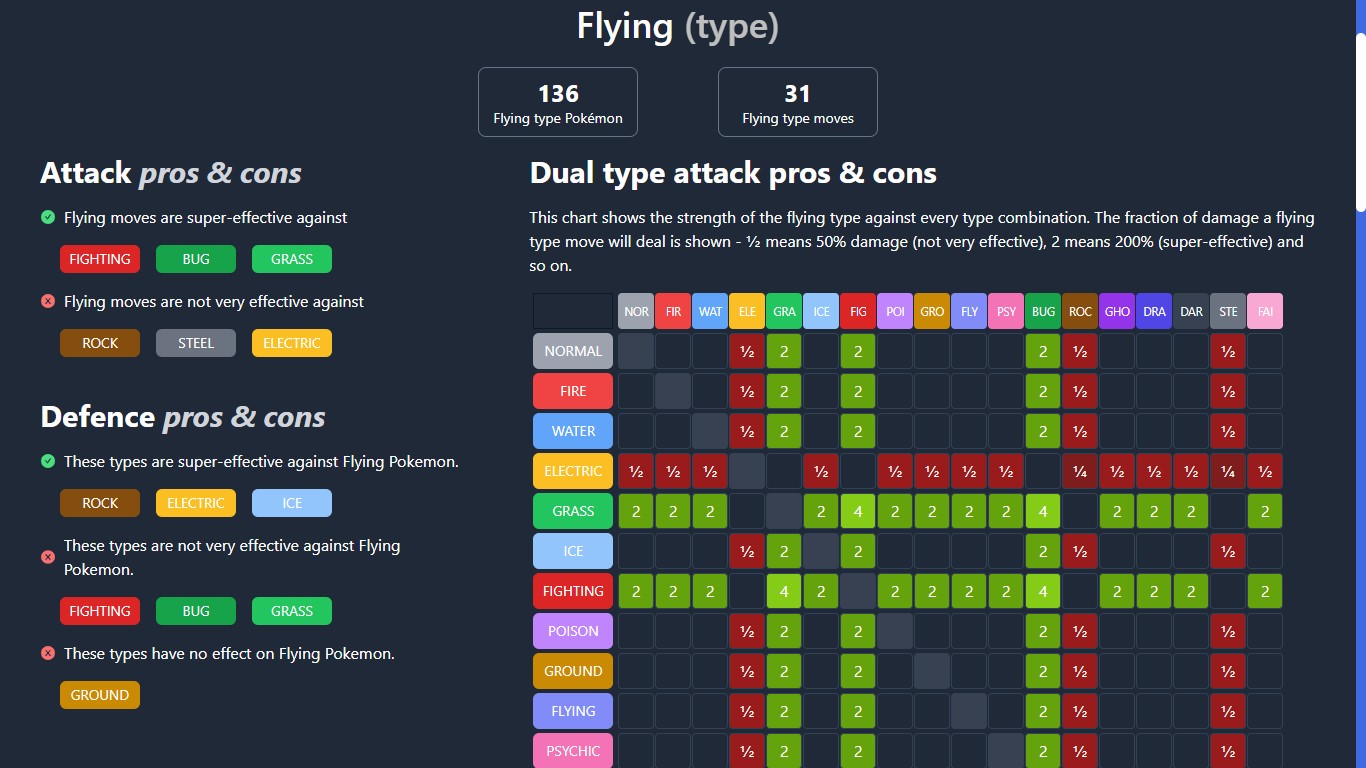 Flying (type)
136
Flying type Pokémon
31
Flying type moves
Attack pros & cons
Flying moves are super-effective against
FIGHTING BUG GRASS
Flying moves are not very effective against
ROCK STEEL ELECTRIC
Defence pros & cons
These types are super-effective against Flying Pokemon.
ROCK ELECTRIC ICE
These types are not very effective against Flying
Pokemon.
FIGHTING BUG GRASS
These types have no effect on Flying Pokemon.
GROUND
Dual type attack pros & cons
This chart shows the strength of the flying type against every type combination. The fraction of damage a flying
type move will deal is shown - ½ means 50% damage (not very effective), 2 means 200% (super-effective) and
so on.
NOR FIR WAT ELE GRA ICE FIG POI GRO FLY PSY BUG ROC GHO DRA DAR STE FAI
NORMAL ½ 2 2 2 ½ ½
FIRE ½ 2 2 2 ½ ½
WATER ½ 2 2 2 ½ ½
ELECTRIC ½ ½ ½ ½ ½ ½ ½ ½ ¼ ½ ½ ½ ¼ ½
GRASS 2 2 2 2 4 2 2 2 2 4 2 2 2 2
ICE ½ 2 2 2 ½ ½
FIGHTING 2 2 2 4 2 2 2 2 2 4 2 2 2 2
POISON ½ 2 2 2 ½ ½
GROUND ½ 2 2 2 ½ ½
FLYING ½ 2 2 2 ½ ½
PSYCHIC ½ 2 2 2 ½ ½